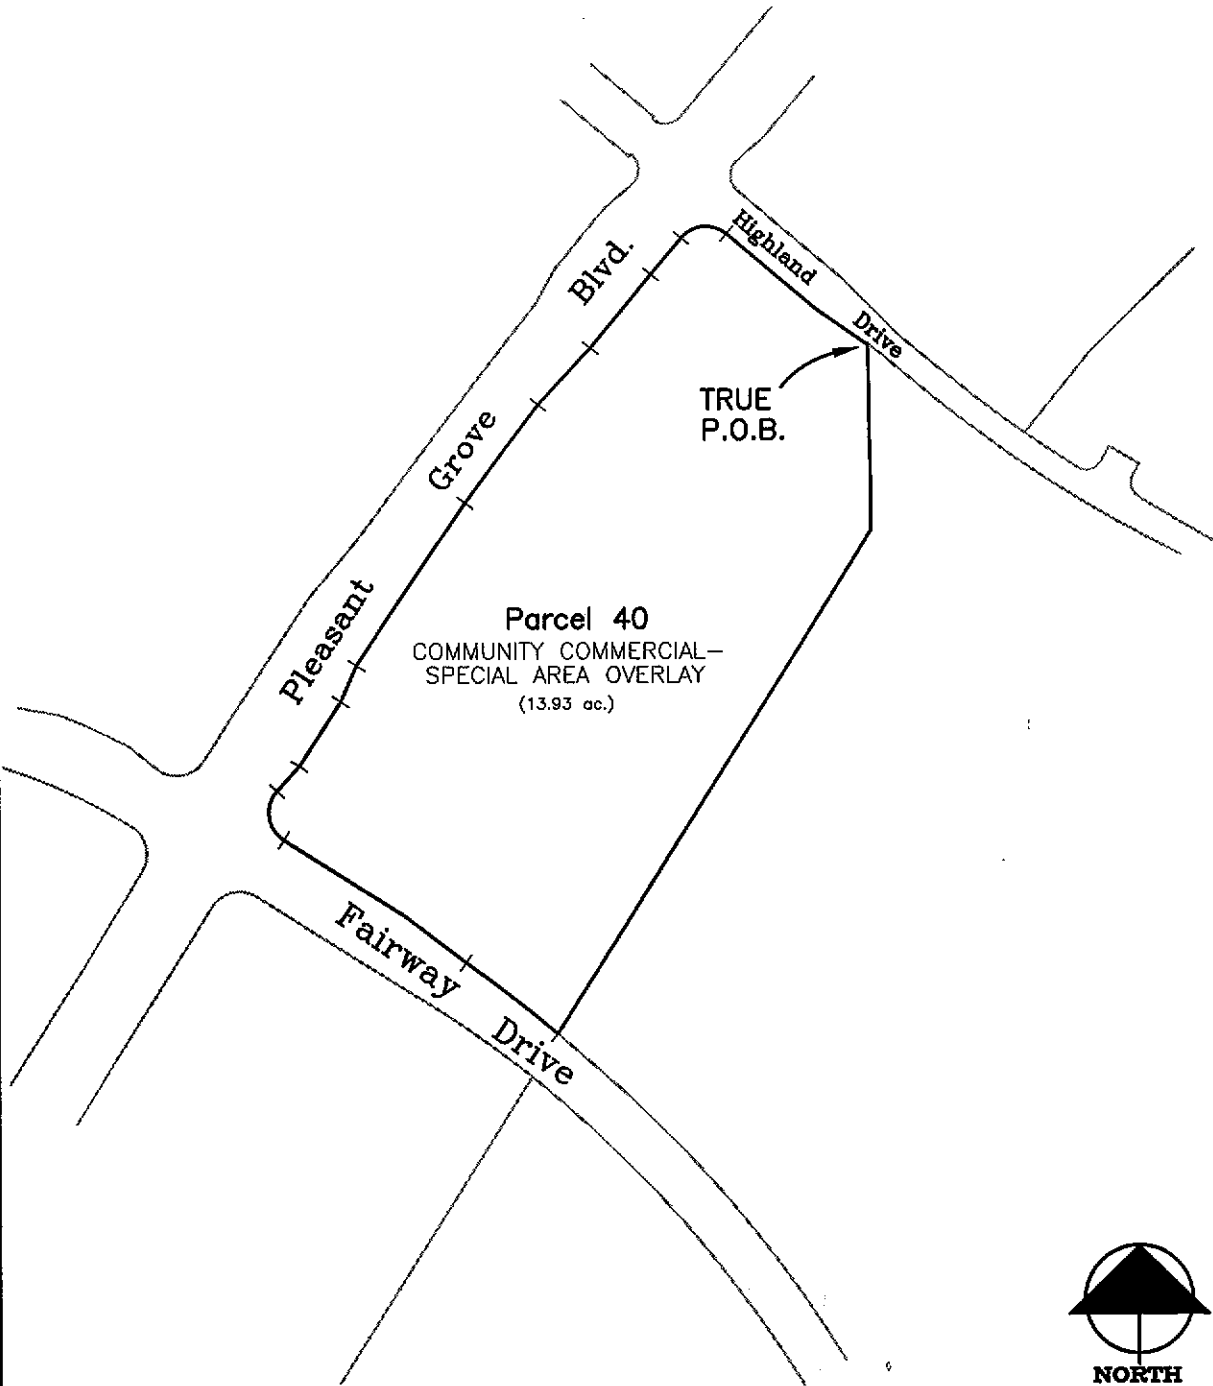 Highland
Drive
Blvd.
Grove
Pleasant
TRUE
P.O.B.
Parcel 40
COMMUNITY COMMERCIAL–
SPECIAL AREA OVERLAY
(13.93 ac.)
Fairway
Drive
NORTH